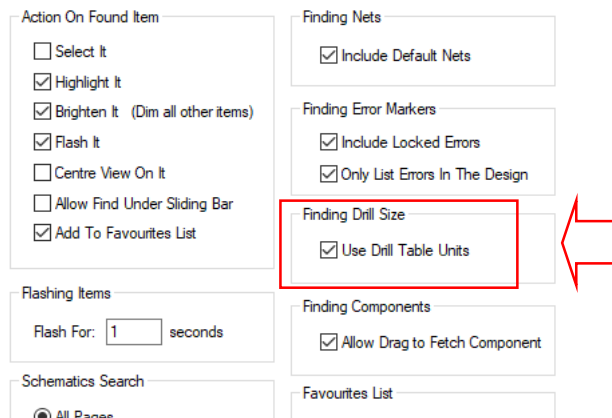 Action On Found Item
Select It
Highlight It
Brighten It (Dim all other items)
Flash It
Centre View On It
Allow Find Under Sliding Bar
Add To Favourites List
Flashing Items
Flash For: 1 seconds
Schematics Search
All Pages
Finding Nets
Include Default Nets
Finding Error Markers
Include Locked Errors
Only List Errors In The Design
Finding Drill Size
Use Drill Table Units
Finding Components
Allow Drag to Fetch Component
Favourites List